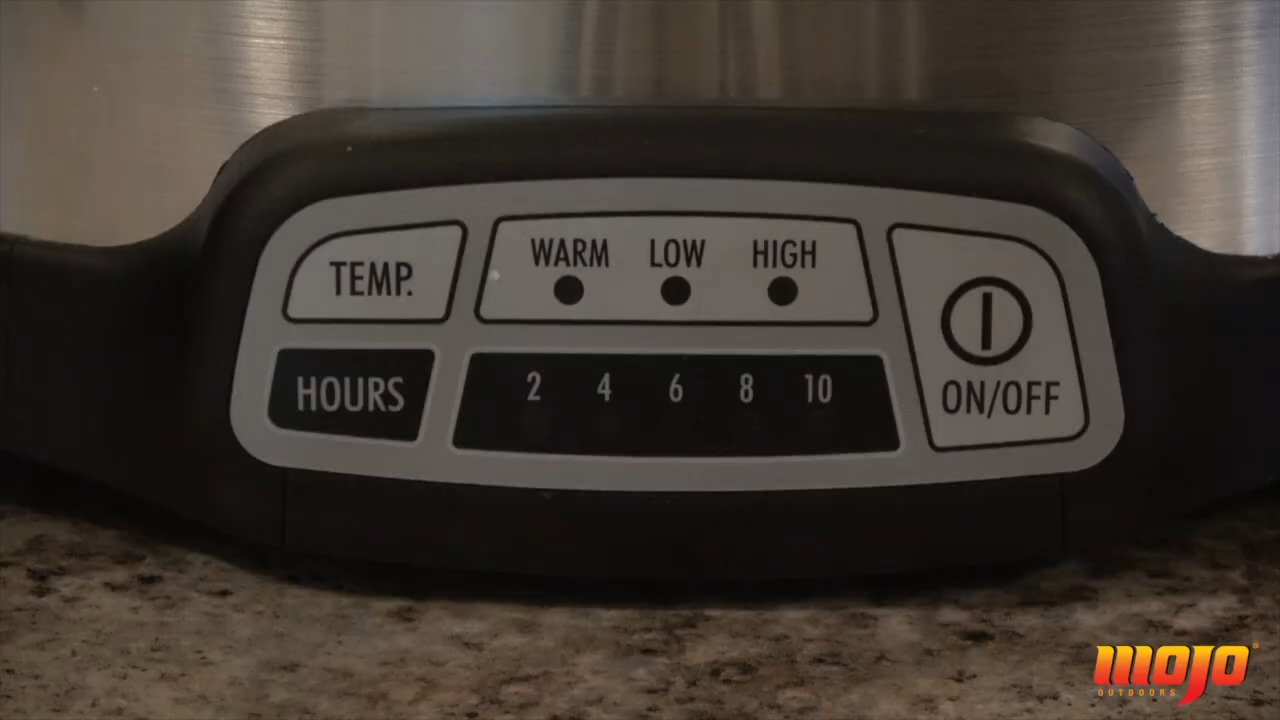 TEMP.
WARM LOW HIGH
HOURS
2 4 6 8 10
ON/OFF
MOJO
OUTDOORS